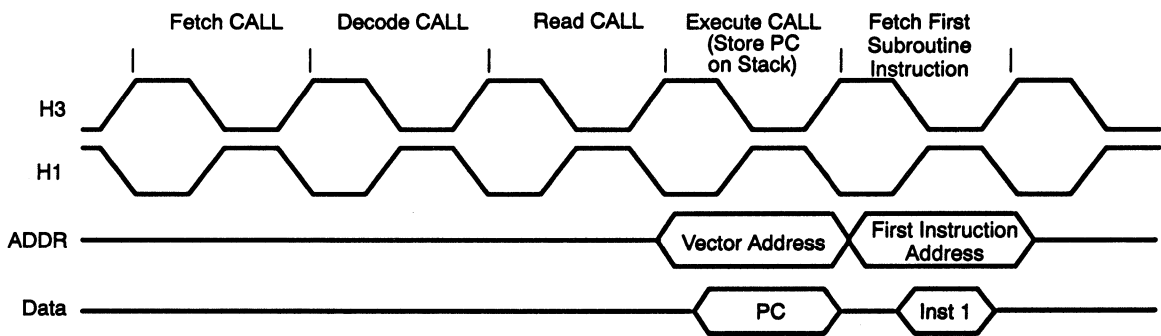 Fetch CALL
Decode CALL
Read CALL
Execute CALL
(Store PC
on Stack)
Fetch First
Subroutine
Instruction
H3
H1
ADDR
Vector Address
First Instruction
Address
Data
PC
Inst 1